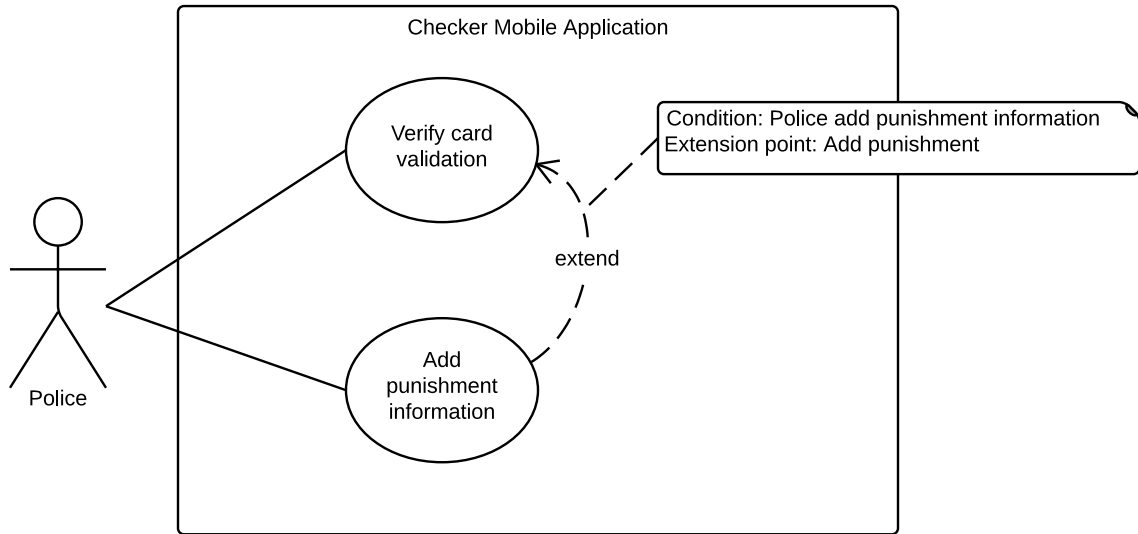 Checker Mobile Application
Verify card
validation
Condition: Police add punishment information
Extension point: Add punishment
extend
Add
punishment
information
Police